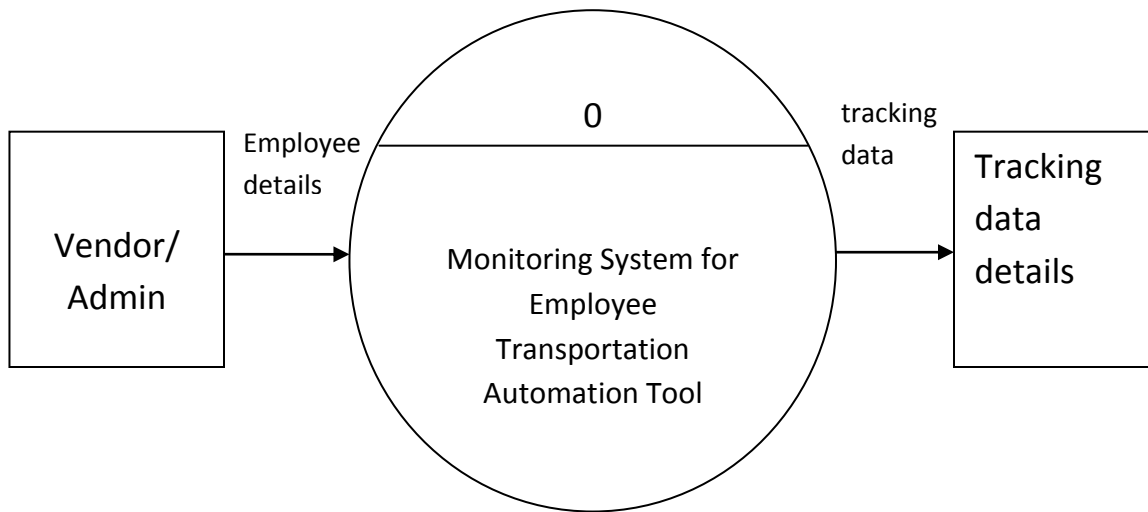 Vendor/
Admin
Employee
details
0
Monitoring System for
Employee
Transportation
Automation Tool
tracking
data
Tracking
data
details